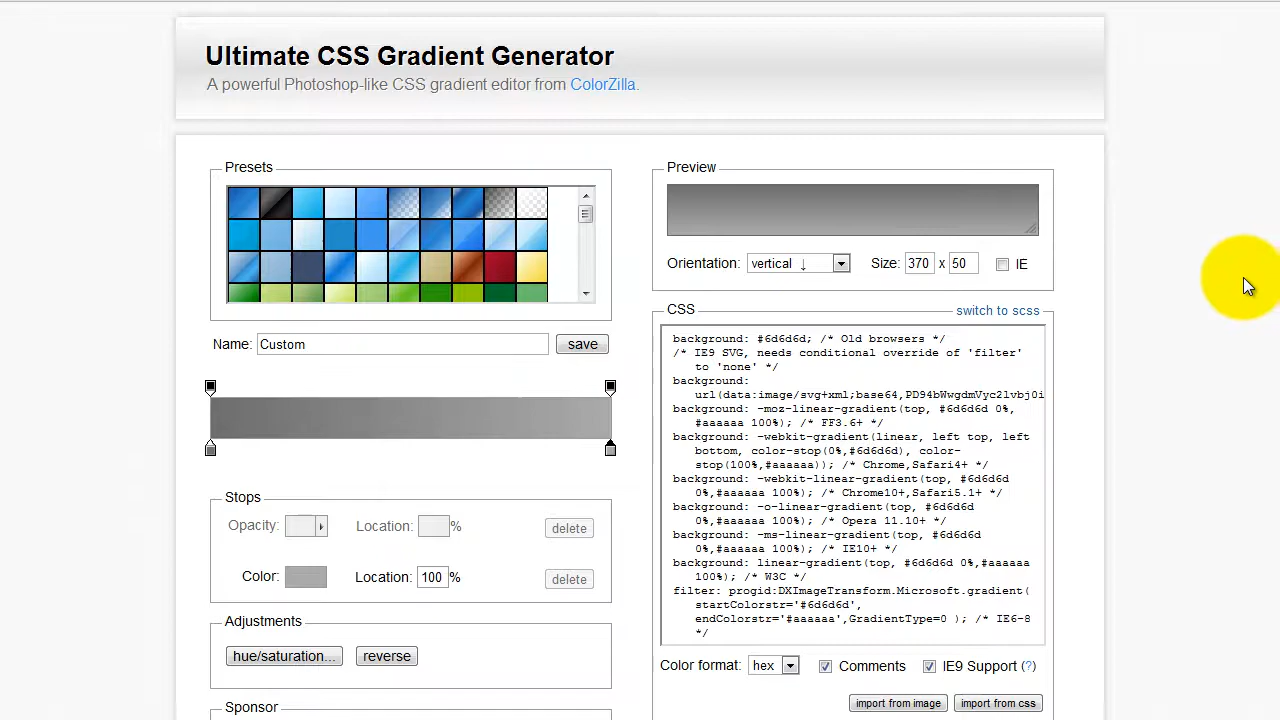 Ultimate CSS Gradient Generator
A powerful Photoshop-like CSS gradient editor from ColorZilla.
Presets
Name: Custom save
Stops
Opacity: Location: % delete
Color: Location: 100 % delete
Adjustments
hue/saturation... reverse
Sponsor
Preview
Orientation: vertical ↓ Size: 370 x 50 IE
CSS switch to scss
background: #6d6d6d; /* Old browsers */
/* IE9 SVG, needs conditional override of 'filter'
to 'none' */
background:
url(data:image/svg+xml;base64,PD94bWwgdmVyc2lvbj0i
background: -moz-linear-gradient(top, #6d6d6d 0%,
#aaaaaa 100%); /* FF3.6+ */
background: -webkit-gradient(linear, left top, left
bottom, color-stop(0%,#6d6d6d), color-
stop(100%,#aaaaaa)); /* Chrome,Safari4+ */
background: -webkit-linear-gradient(top, #6d6d6d
0%,#aaaaaa 100%); /* Chrome10+,Safari5.1+ */
background: -o-linear-gradient(top, #6d6d6d
0%,#aaaaaa 100%); /* Opera 11.10+ */
background: -ms-linear-gradient(top, #6d6d6d
0%,#aaaaaa 100%); /* IE10+ */
background: linear-gradient(top, #6d6d6d 0%,#aaaaaa
100%); /* W3C */
filter: progid:DXImageTransform.Microsoft.gradient(
startColorstr='#6d6d6d',
endColorstr='#aaaaaa',GradientType=0 ); /* IE6-8
*/
Color format: hex Comments IE9 Support (?)
import from image import from css